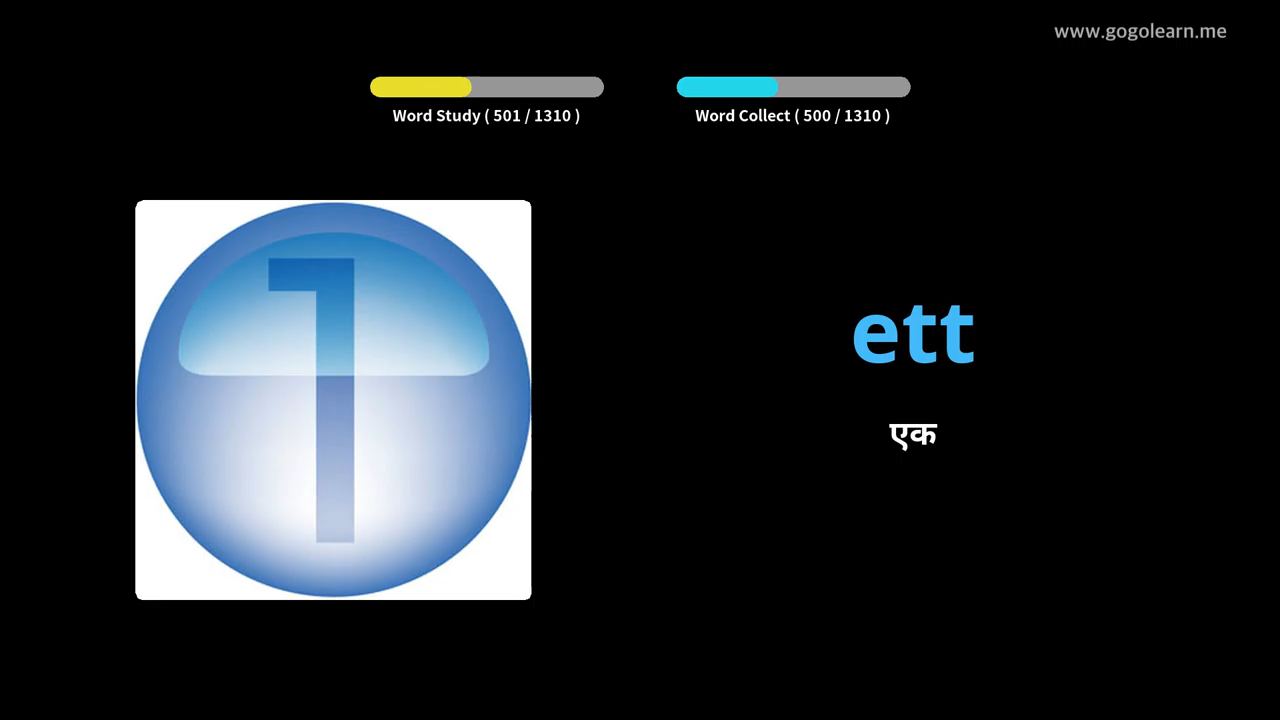 www.gogolearn.me
Word Study ( 501 / 1310 )
Word Collect ( 500 / 1310 )
1
ett
एक